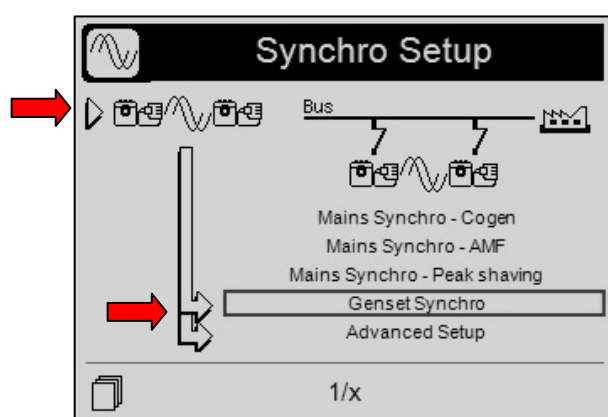 Synchro Setup
Bus
Mains Synchro - Cogen
Mains Synchro - AMF
Mains Synchro - Peak shaving
Genset Synchro
Advanced Setup
1/x